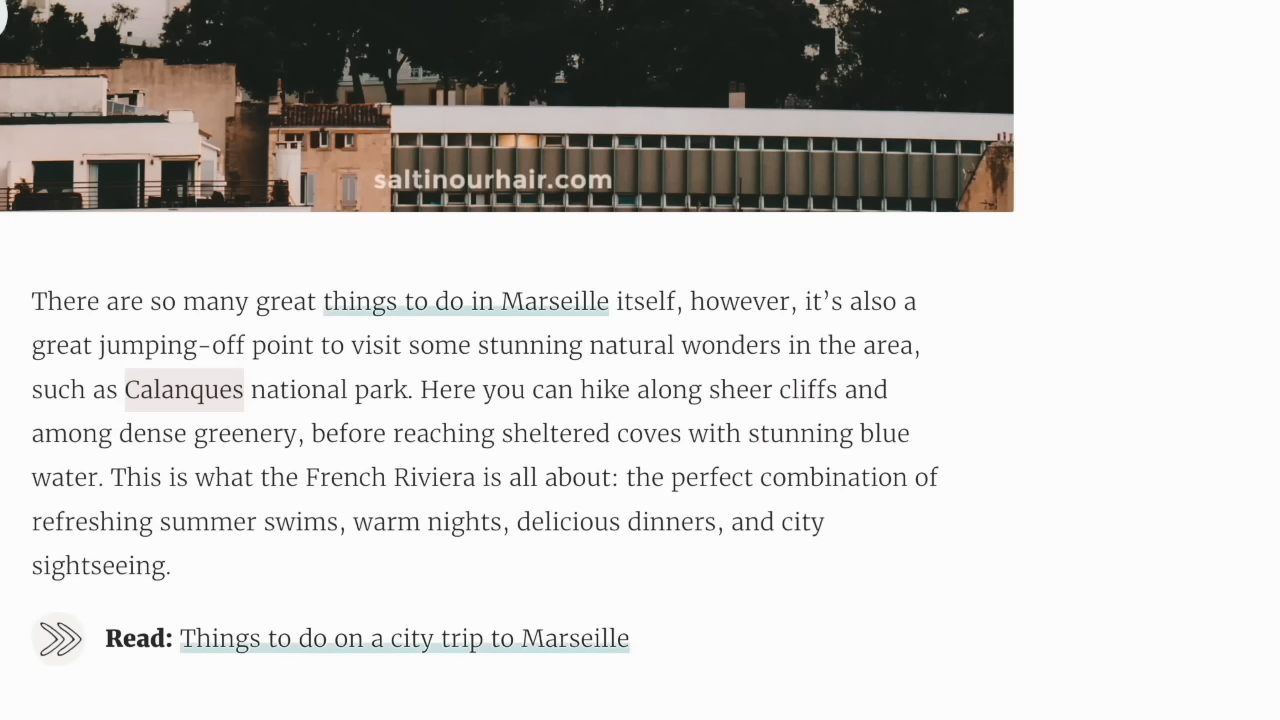 saltinourhair.com
There are so many great things to do in Marseille itself, however, it’s also a
great jumping-off point to visit some stunning natural wonders in the area,
such as Calanques national park. Here you can hike along sheer cliffs and
among dense greenery, before reaching sheltered coves with stunning blue
water. This is what the French Riviera is all about: the perfect combination of
refreshing summer swims, warm nights, delicious dinners, and city
sightseeing.
Read: Things to do on a city trip to Marseille